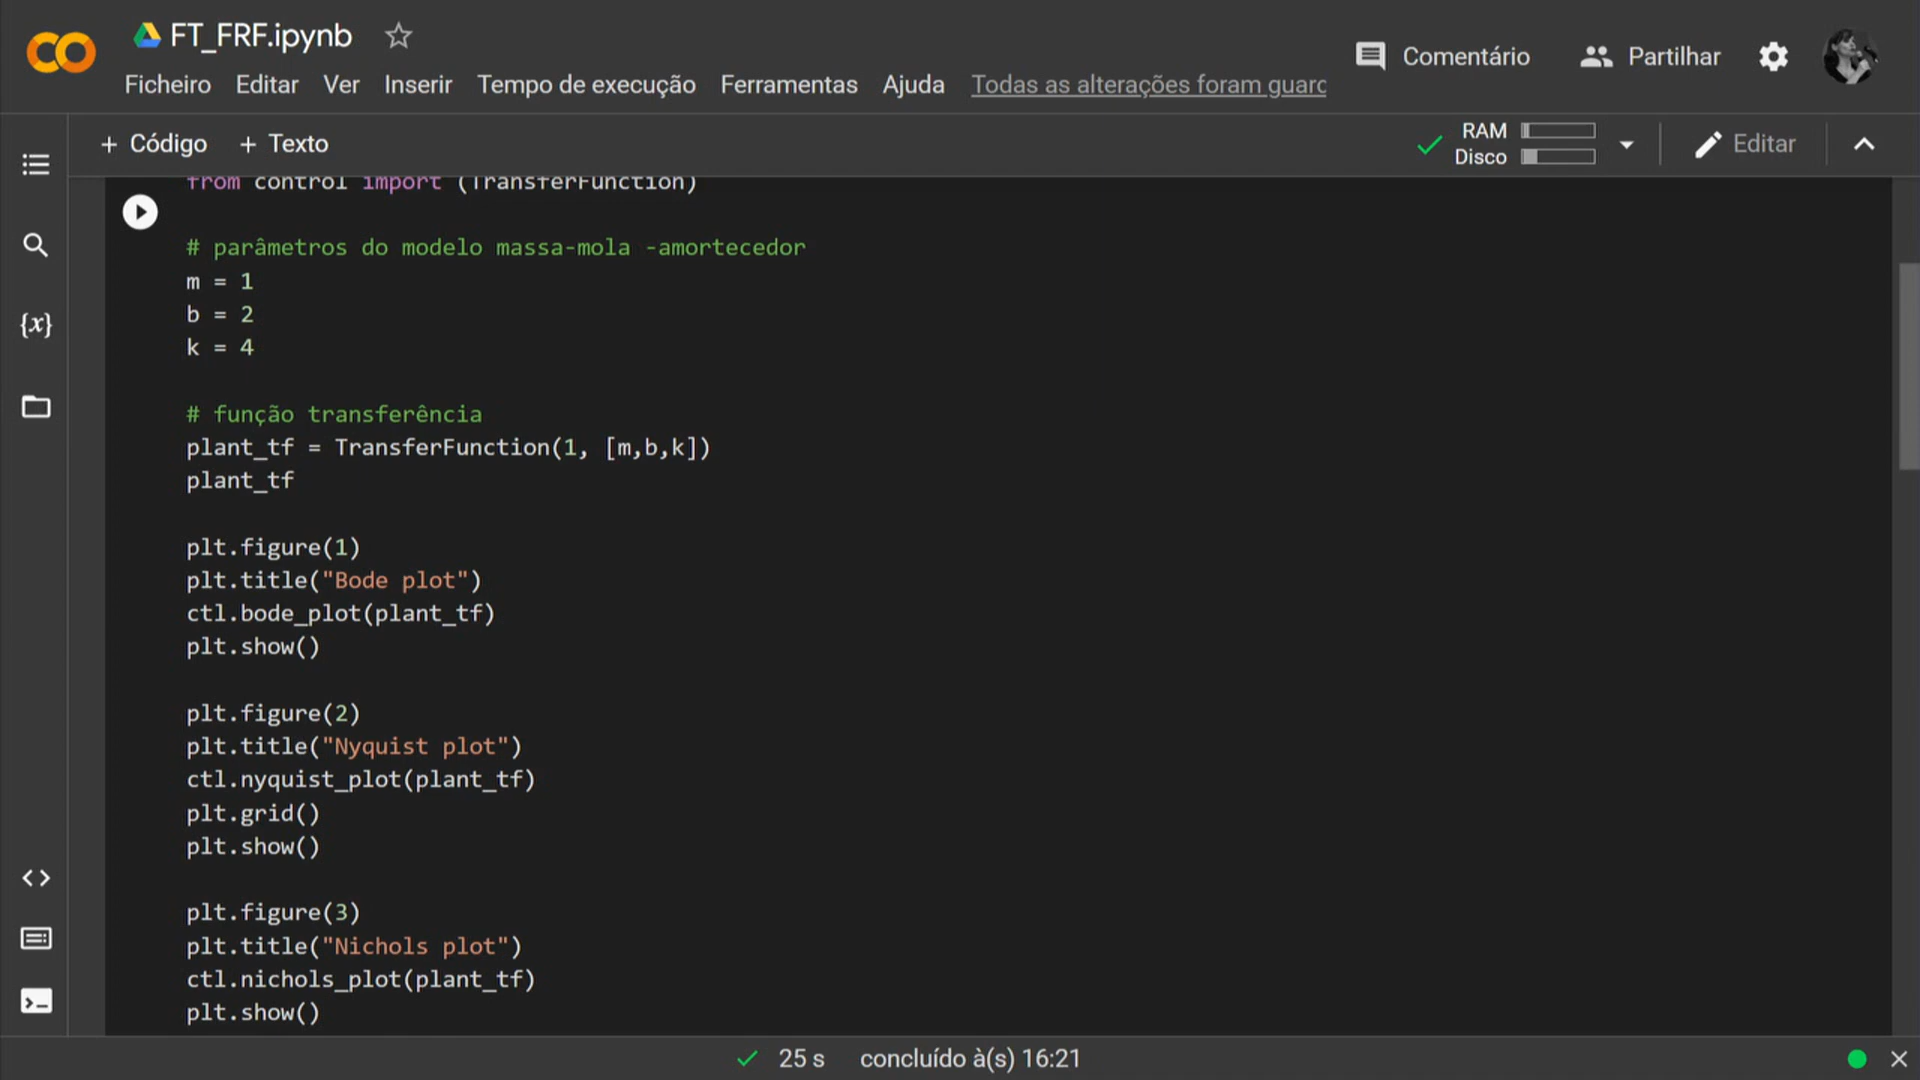 FT_FRF.ipynb
Comentário
Partilhar
Ficheiro Editar Ver Inserir Tempo de execução Ferramentas Ajuda Todas as alterações foram guarc
+ Código + Texto
RAM
Disco
Editar
from control import (TransferFunction)
# parâmetros do modelo massa-mola -amortecedor
m = 1
b = 2
k = 4
# função transferência
plant_tf = TransferFunction(1, [m,b,k])
plant_tf
plt.figure(1)
plt.title("Bode plot")
ctl.bode_plot(plant_tf)
plt.show()
plt.figure(2)
plt.title("Nyquist plot")
ctl.nyquist_plot(plant_tf)
plt.grid()
plt.show()
plt.figure(3)
plt.title("Nichols plot")
ctl.nichols_plot(plant_tf)
plt.show()
25 s concluído à(s) 16:21